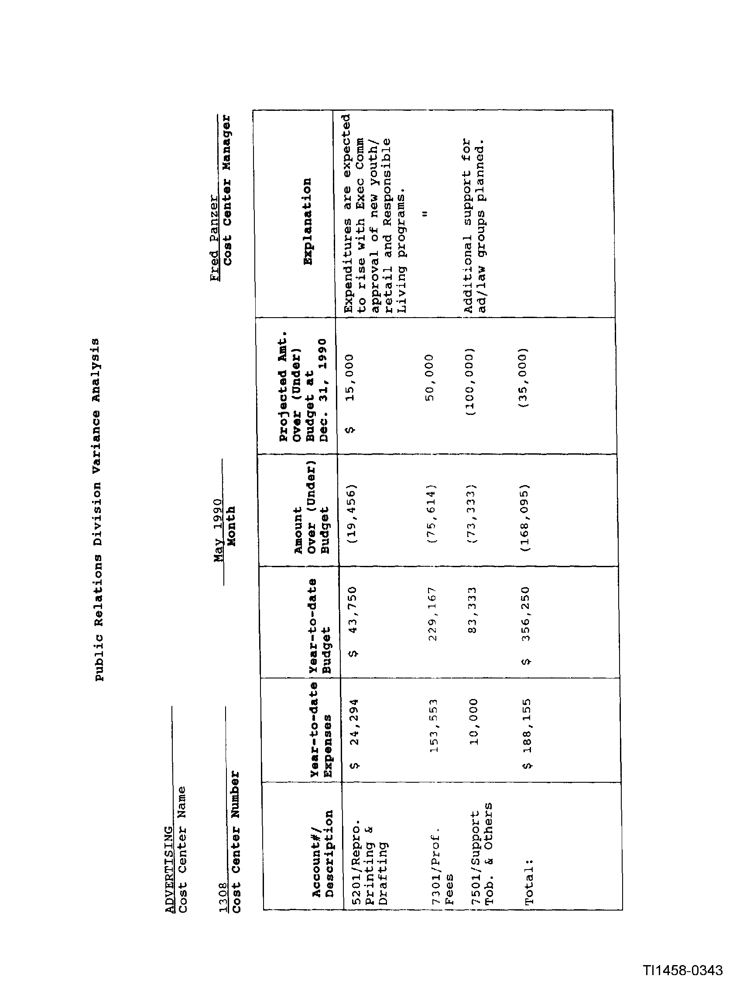 Public Relations Division Variance Analysis
ADVERTISING
Cost Center Name
1308
Cost Center Number
May 1990
Month
Fred Panzer
Cost Center Manager
Account#/
Description
Year-to-date
Expenses
Year-to-date
Budget
Amount
Over (Under)
Budget
Projected Amt.
Over (Under)
Budget at
Dec. 31, 1990
Explanation
5201/Repro.
Printing &
Drafting
$ 24,294
$ 43,750
(19,456)
$ 15,000
Expenditures are expected
to rise with Exec Comm
approval of new youth/
retail and Responsible
Living programs.
7301/Prof.
Fees
153,553
229,167
(75,614)
50,000
"
7501/Support
Tob. & Others
10,000
83,333
(73,333)
(100,000)
Additional support for
ad/law groups planned.
Total:
$ 188,155
$ 356,250
(168,095)
(35,000)
TI1458-0343